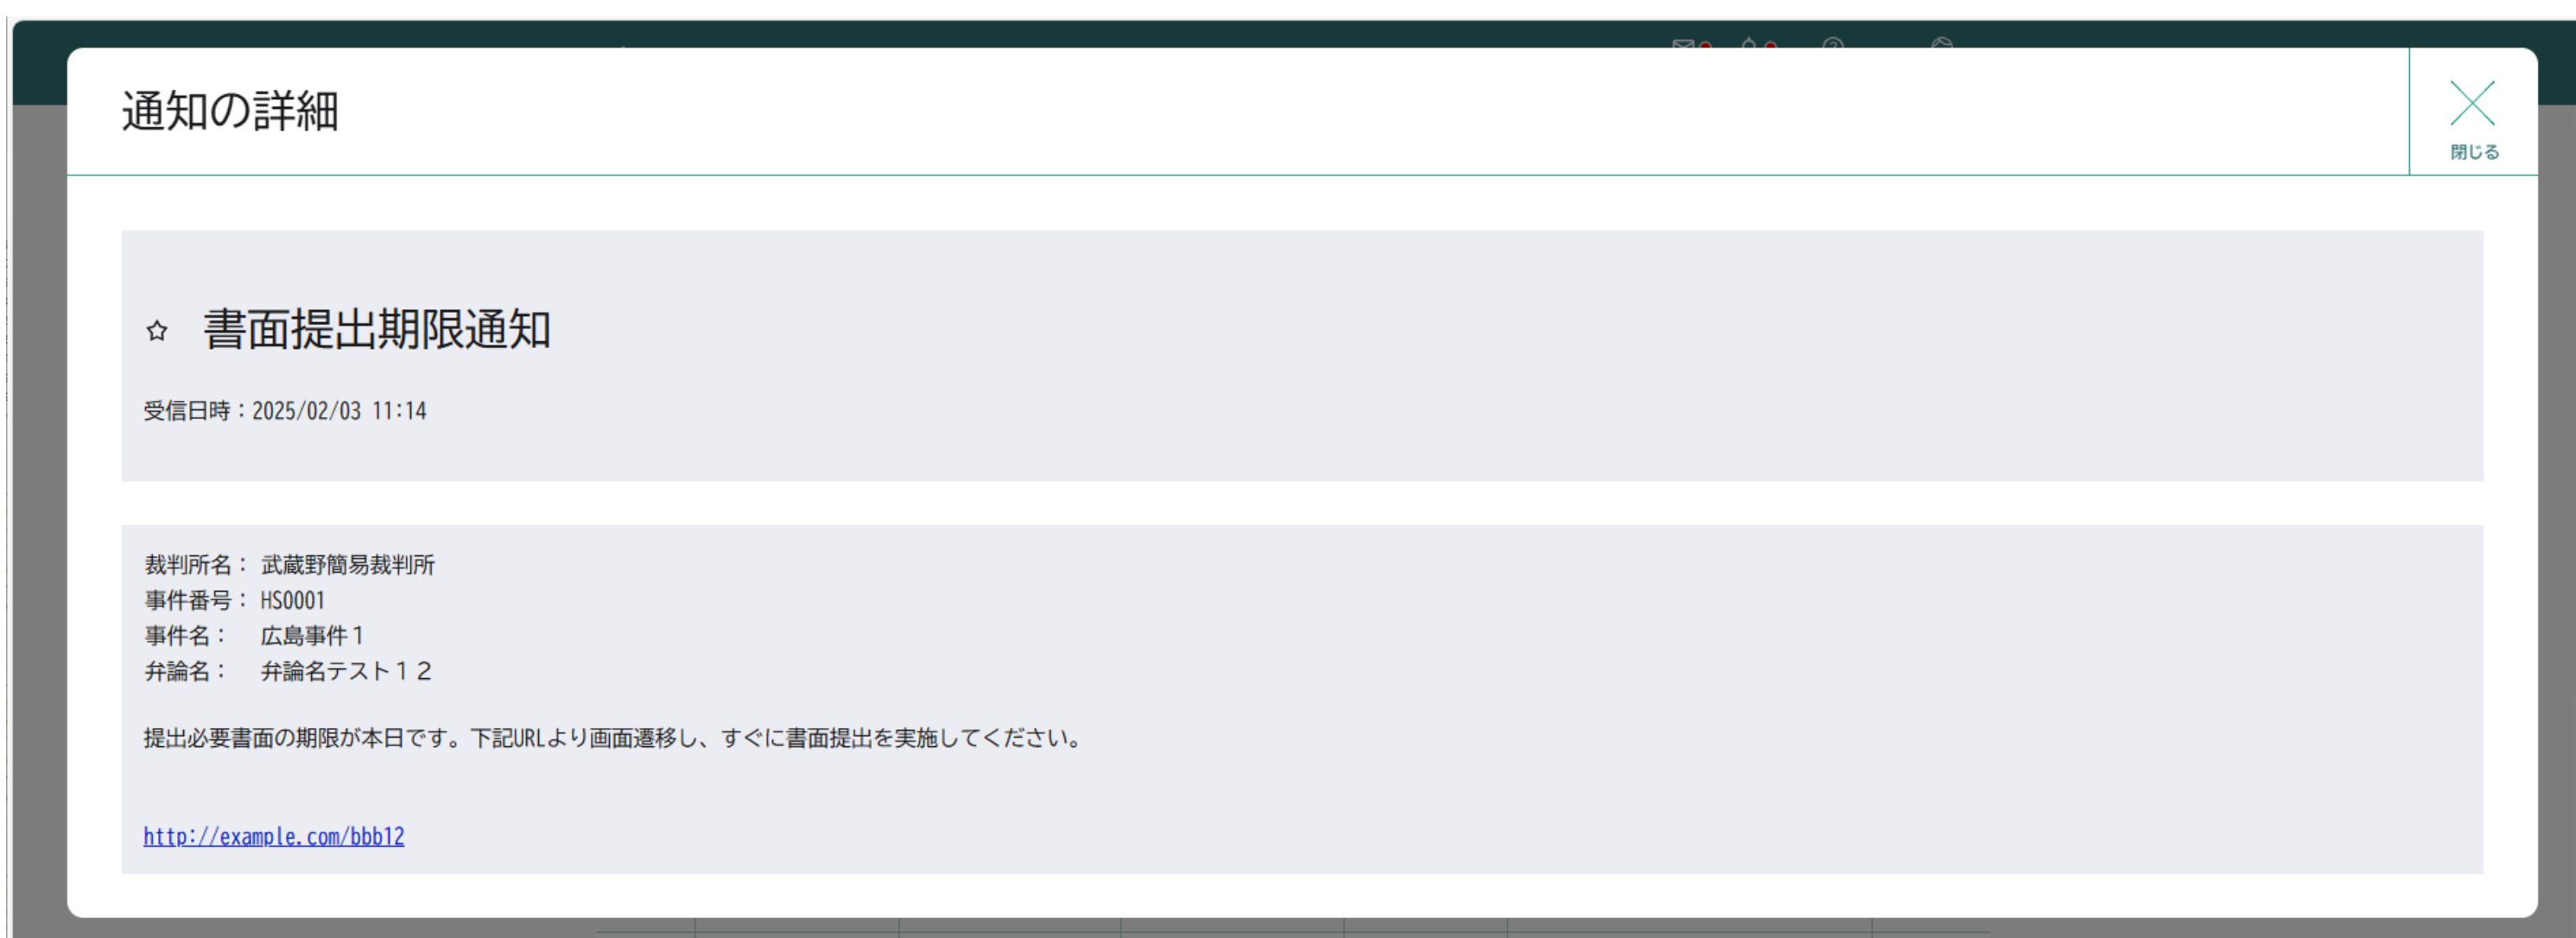 通知の詳細
閉じる
☆ 書面提出期限通知
受信日時：2025/02/03 11:14
裁判所名： 武蔵野簡易裁判所
事件番号： HS0001
事件名：　広島事件１
弁論名：　弁論名テスト１２
提出必要書面の期限が本日です。下記URLより画面遷移し、すぐに書面提出を実施してください。
http://example.com/bbb12